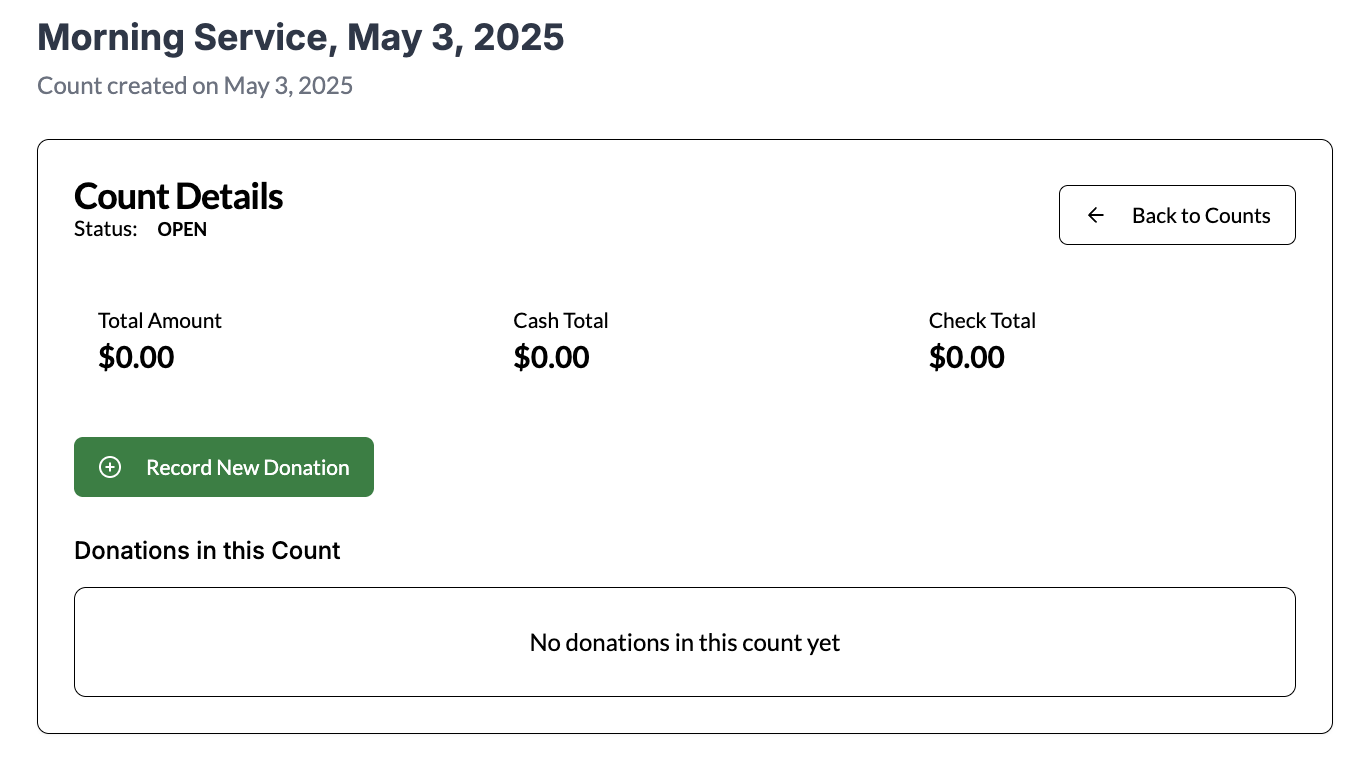 Morning Service, May 3, 2025
Count created on May 3, 2025
Count Details
Status: OPEN
Back to Counts
Total Amount
$0.00
Cash Total
$0.00
Check Total
$0.00
Record New Donation
Donations in this Count
No donations in this count yet